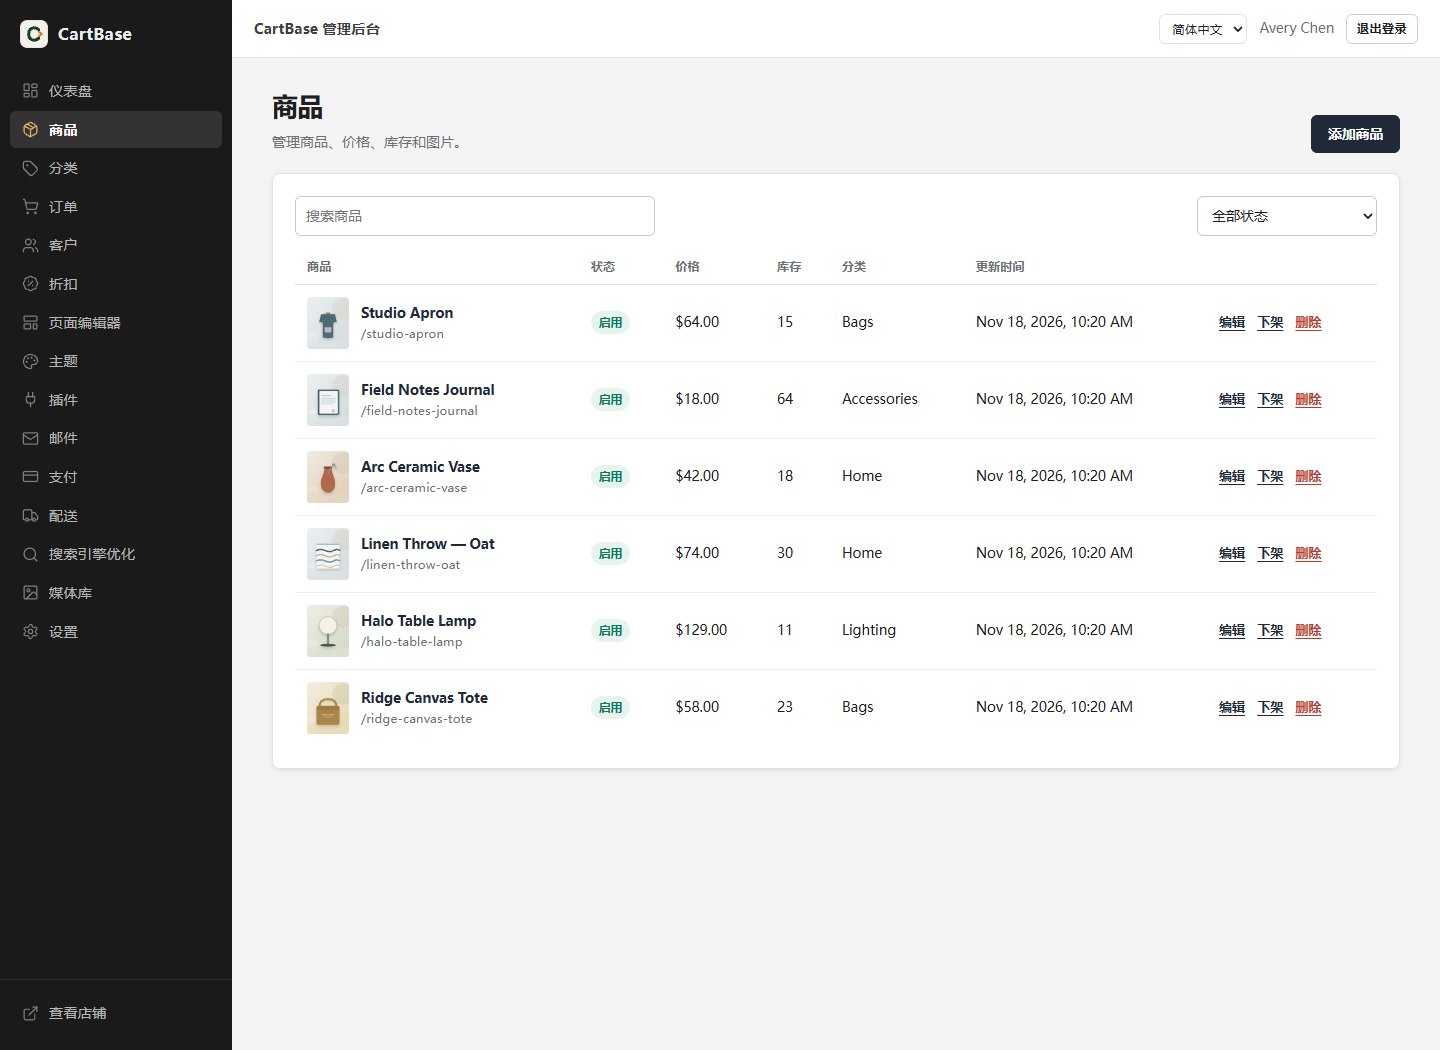 CartBase
仪表盘
商品
分类
订单
客户
折扣
页面编辑器
主题
插件
邮件
支付
配送
搜索引擎优化
媒体库
设置
查看店铺
CartBase 管理后台
简体中文 Avery Chen 退出登录
商品
管理商品、价格、库存和图片。
添加商品
搜索商品 全部状态
商品 状态 价格 库存 分类 更新时间
Studio Apron
/studio-apron
启用 $64.00 15 Bags Nov 18, 2026, 10:20 AM 编辑 下架 删除
Field Notes Journal
/field-notes-journal
启用 $18.00 64 Accessories Nov 18, 2026, 10:20 AM 编辑 下架 删除
Arc Ceramic Vase
/arc-ceramic-vase
启用 $42.00 18 Home Nov 18, 2026, 10:20 AM 编辑 下架 删除
Linen Throw — Oat
/linen-throw-oat
启用 $74.00 30 Home Nov 18, 2026, 10:20 AM 编辑 下架 删除
Halo Table Lamp
/halo-table-lamp
启用 $129.00 11 Lighting Nov 18, 2026, 10:20 AM 编辑 下架 删除
Ridge Canvas Tote
/ridge-canvas-tote
启用 $58.00 23 Bags Nov 18, 2026, 10:20 AM 编辑 下架 删除